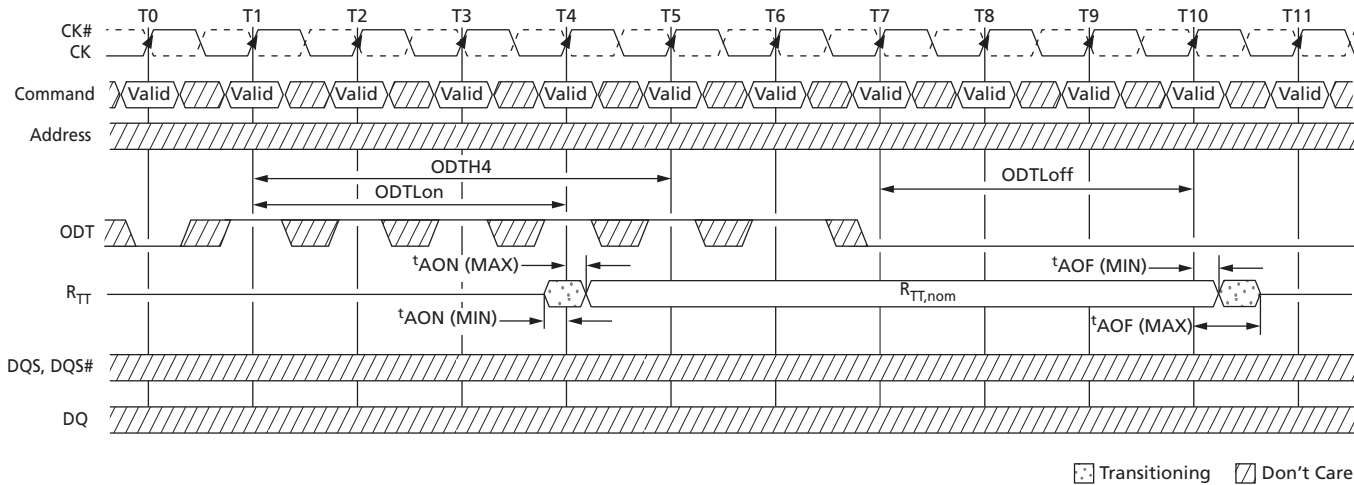 T0 T1 T2 T3 T4 T5 T6 T7 T8 T9 T10 T11
CK#
CK
Command Valid Valid Valid Valid Valid Valid Valid Valid Valid Valid Valid Valid
Address
ODTH4
ODTLoff
ODTLon
ODT
tAON (MAX)
tAOF (MIN)
RTT
RTT,nom
tAON (MIN)
tAOF (MAX)
DQS, DQS#
DQ
Transitioning Don't Care